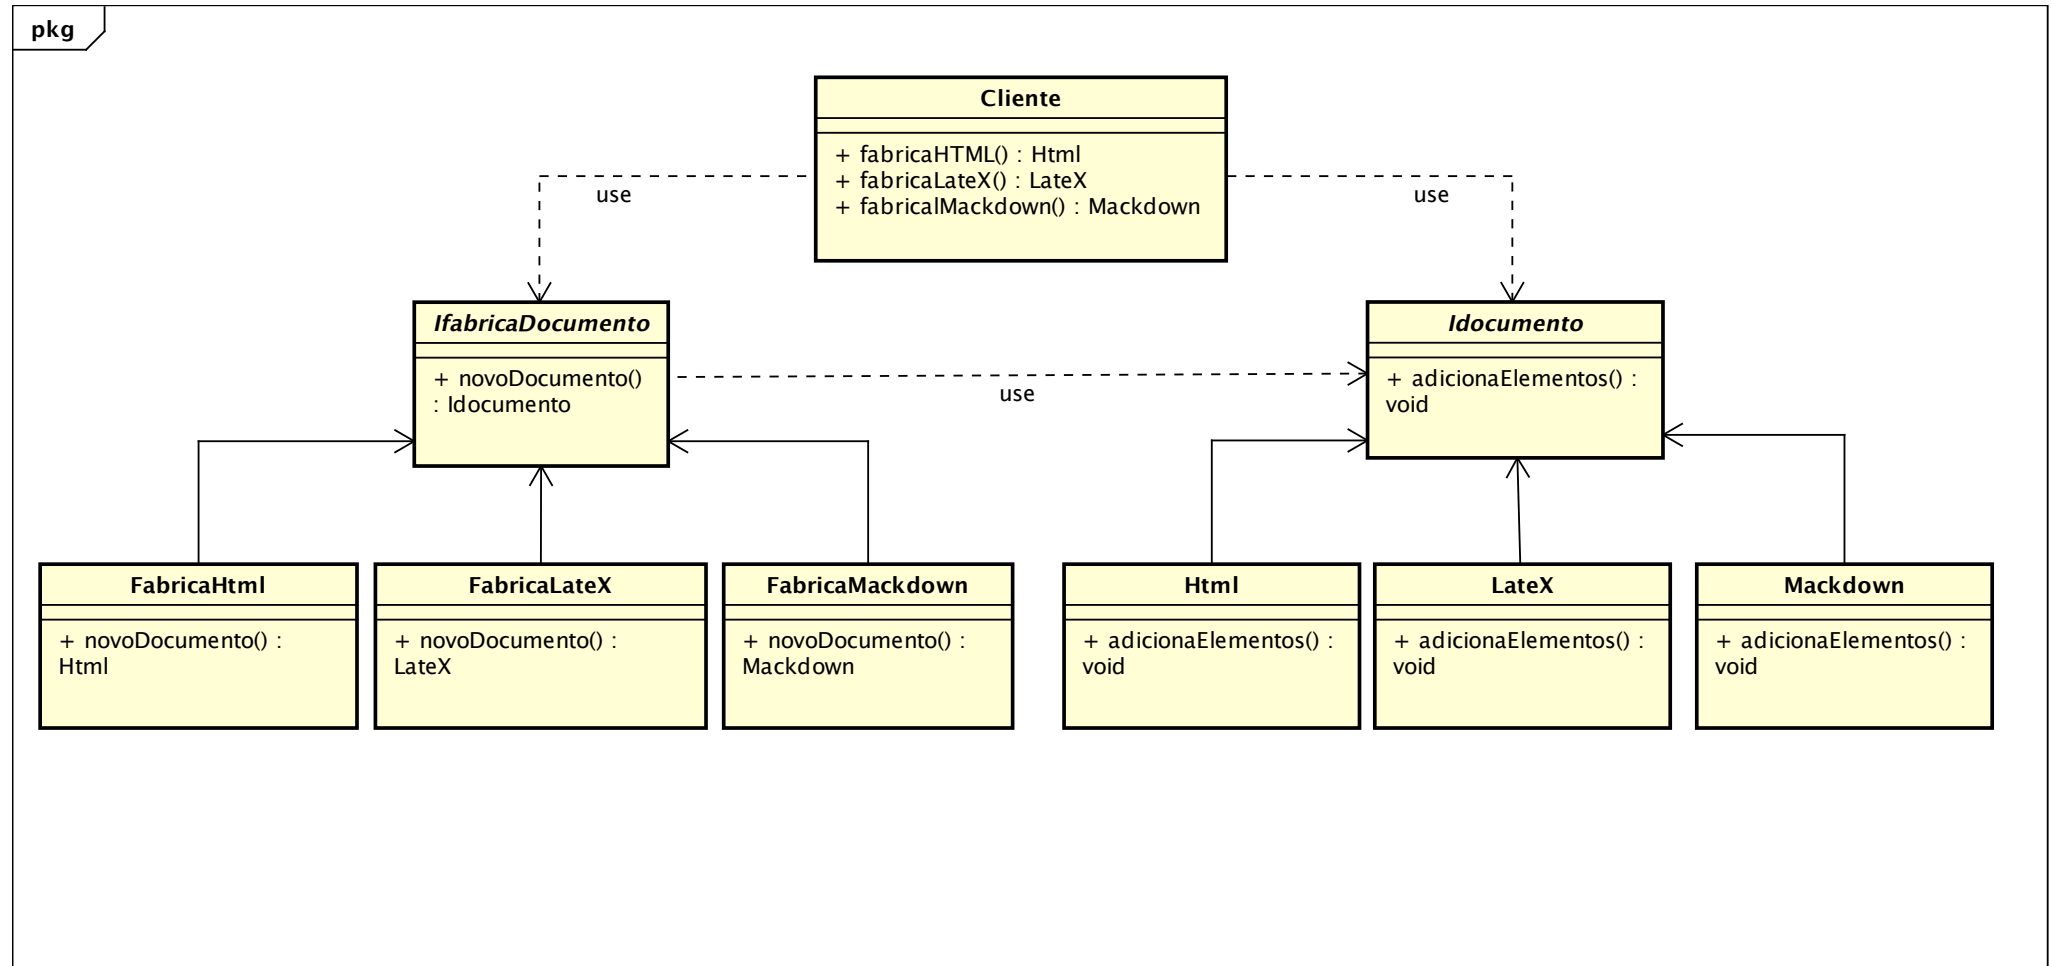 pkg
Cliente
+ fabricaHTML() : Html
+ fabricaLateX() : LateX
+ fabricalMackdown() : Mackdown
use
use
IfabricaDocumento
+ novoDocumento()
: Idocumento
use
Idocumento
+ adicionaElementos() :
void
FabricaHtml
+ novoDocumento() :
Html
FabricaLateX
+ novoDocumento() :
LateX
FabricaMackdown
+ novoDocumento() :
Mackdown
Html
+ adicionaElementos() :
void
LateX
+ adicionaElementos() :
void
Mackdown
+ adicionaElementos() :
void